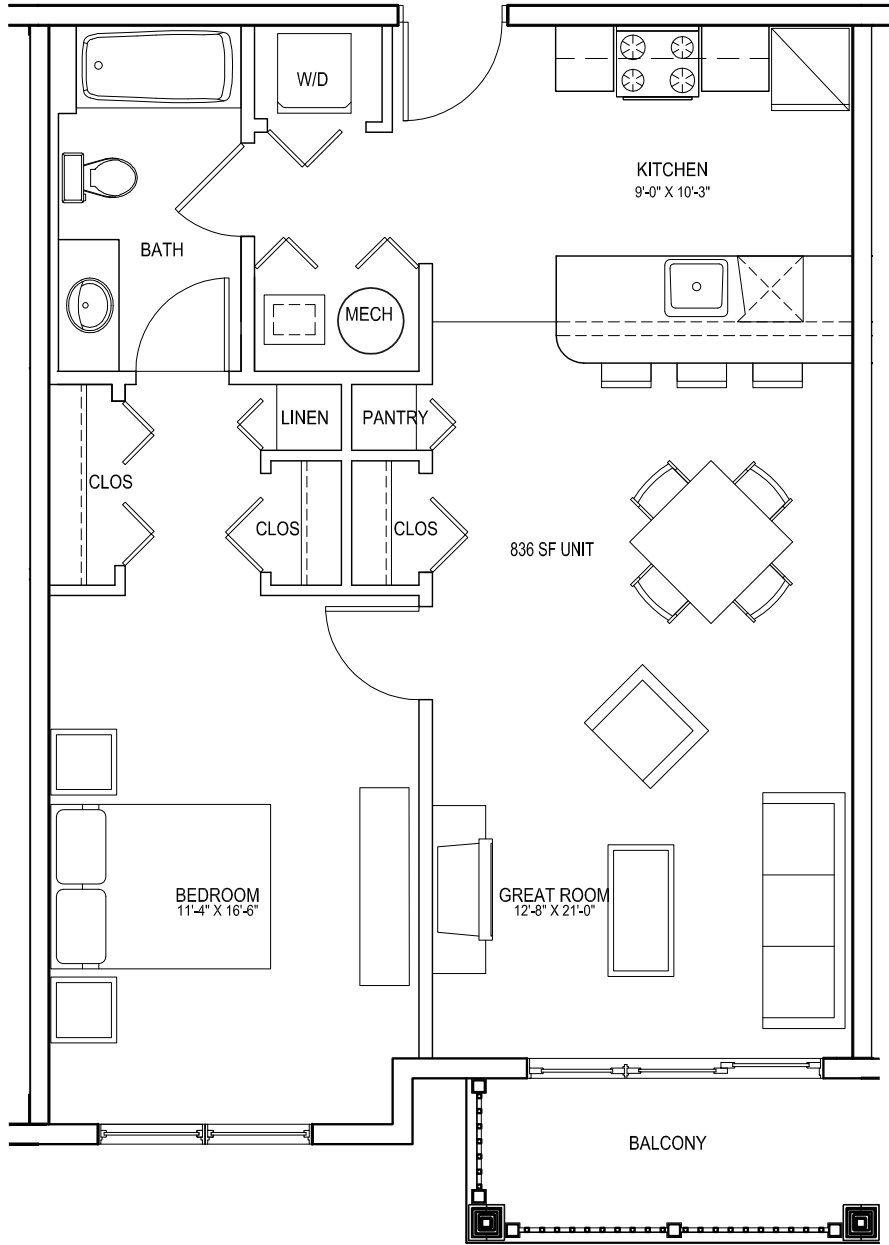 W/D
KITCHEN
9'-0" X 10'-3"
BATH
MECH
LINEN
PANTRY
CLOS
CLOS
CLOS
836 SF UNIT
BEDROOM
11'-4" X 16'-6"
GREAT ROOM
12'-8" X 21'-0"
BALCONY